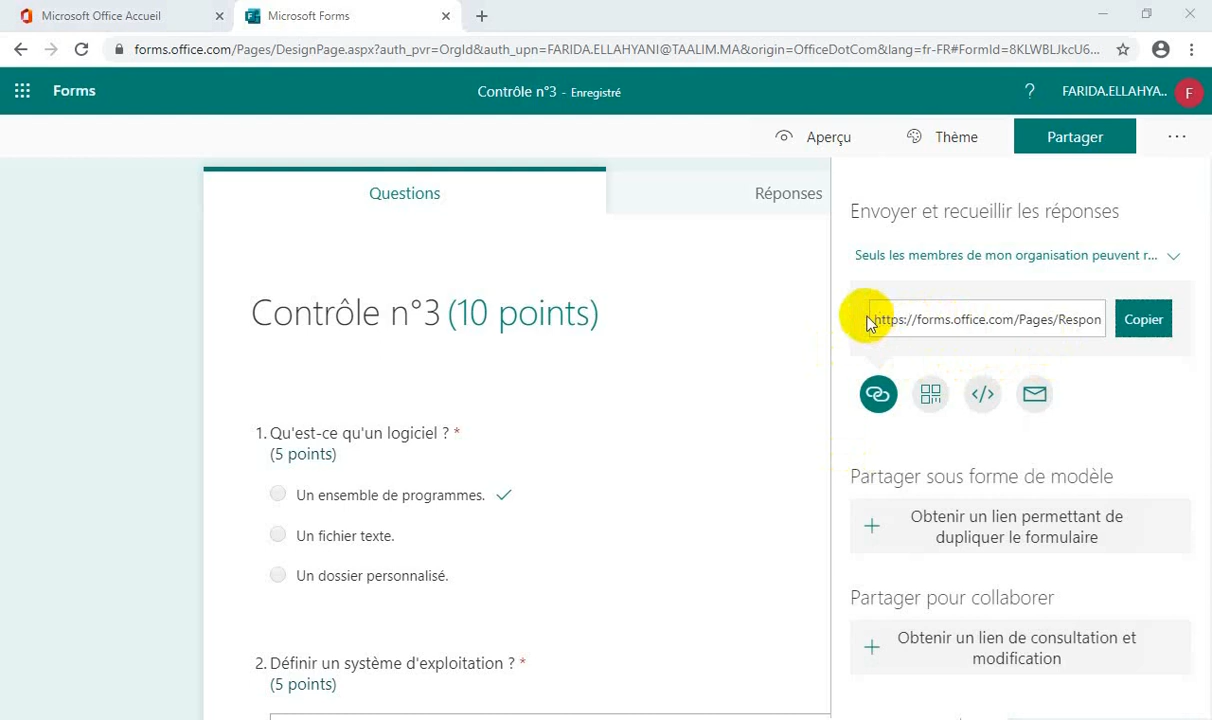 Microsoft Office Accueil
Microsoft Forms
forms.office.com/Pages/DesignPage.aspx?auth_pvr=OrgId&auth_upn=FARIDA.ELLAHYANI@TAALIM.MA&origin=OfficeDotCom&lang=fr-FR#FormId=8KLWBLJkcU6...
Forms
Contrôle n°3 - Enregistré
?
FARIDA.ELLAHYA..
F
Aperçu
Thème
Partager
...
Questions
Réponses
Contrôle n°3 (10 points)
1. Qu'est-ce qu'un logiciel ? *
(5 points)
Un ensemble de programmes.
Un fichier texte.
Un dossier personnalisé.
2. Définir un système d'exploitation ? *
(5 points)
Envoyer et recueillir les réponses
Seuls les membres de mon organisation peuvent r...
https://forms.office.com/Pages/Respon
Copier
Partager sous forme de modèle
Obtenir un lien permettant de
dupliquer le formulaire
Partager pour collaborer
Obtenir un lien de consultation et
modification